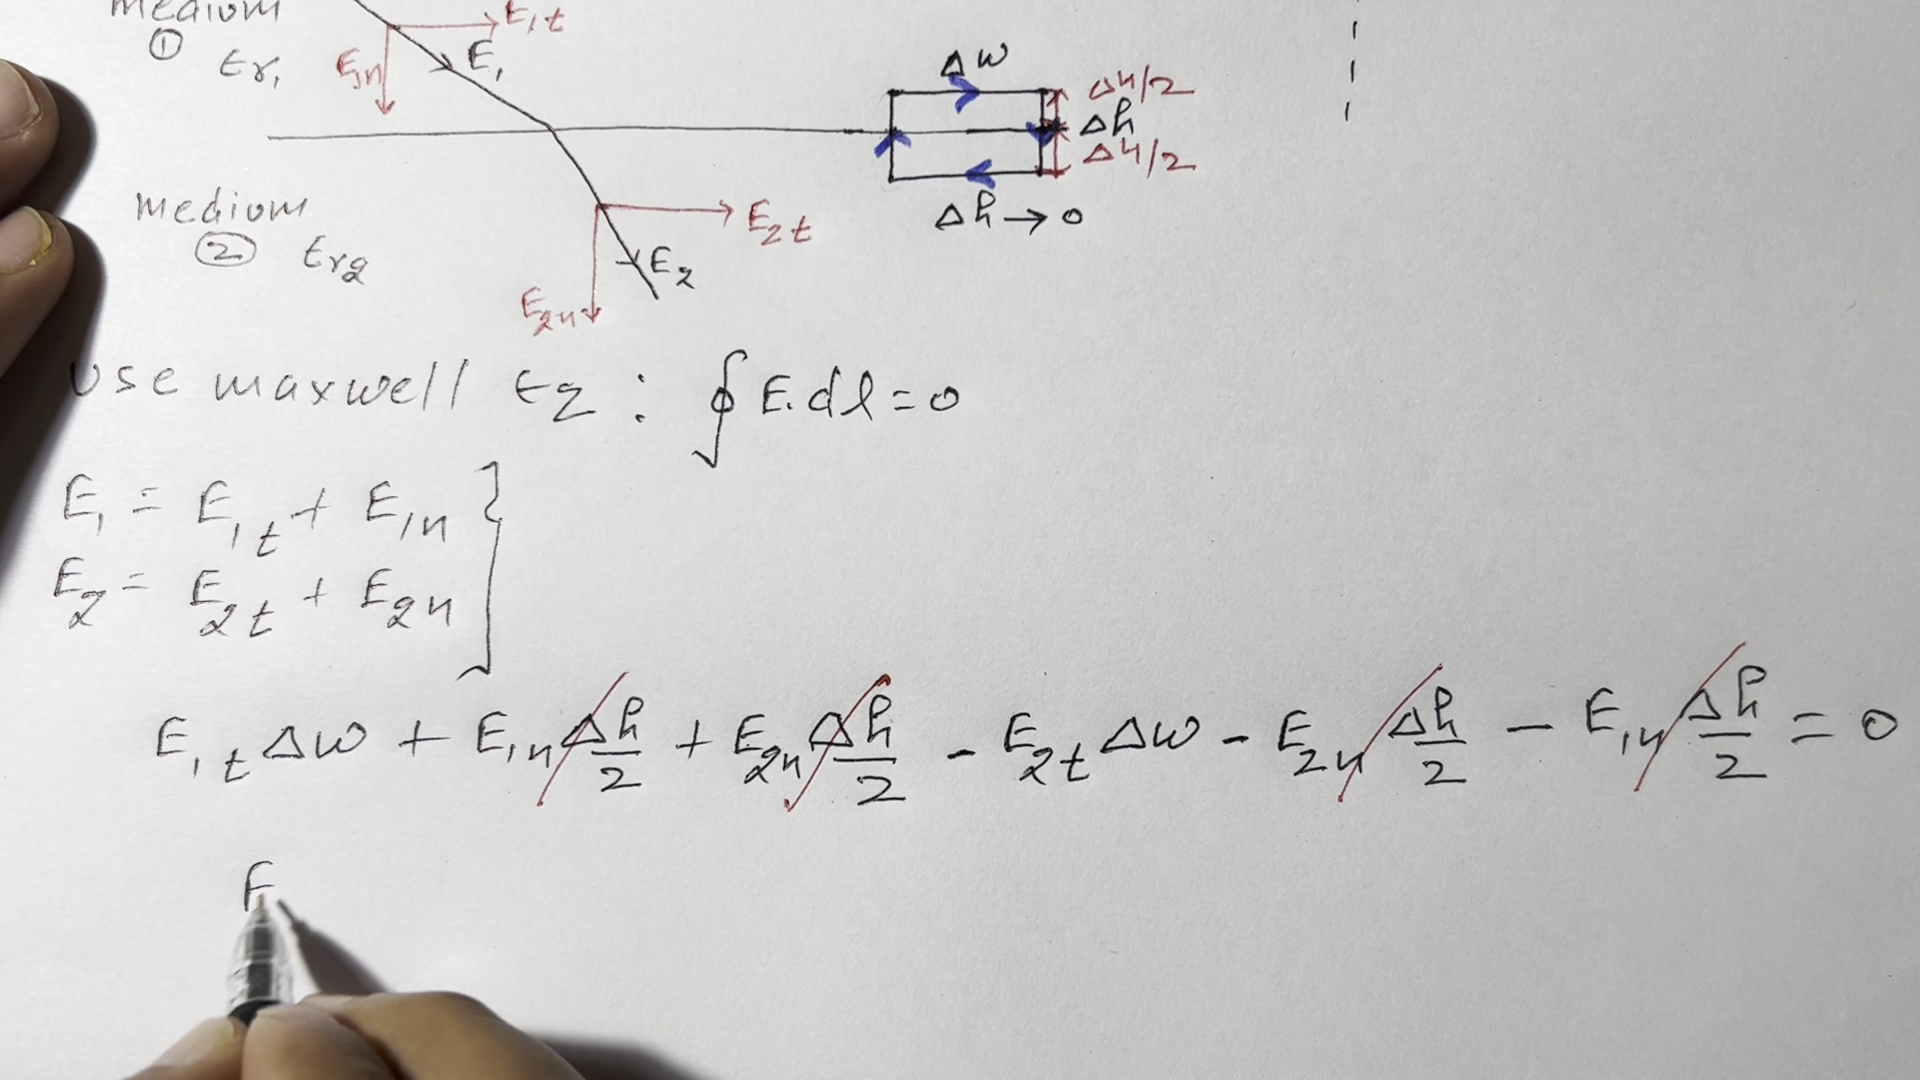 medium
①
εr₁
E₁t
E₁n
E₁
Δw
Δh/2
Δh
Δh/2
Δh → 0
medium
② εr₂
E₂t
E₂
E₂n
Use maxwell Eq : ∮ E.dl = 0
E₁ = E₁t + E₁n
E₂ = E₂t + E₂n
E₁t Δw + E₁n Δh/2 + E₂n Δh/2 - E₂t Δw - E₂n Δh/2 - E₁n Δh/2 = 0